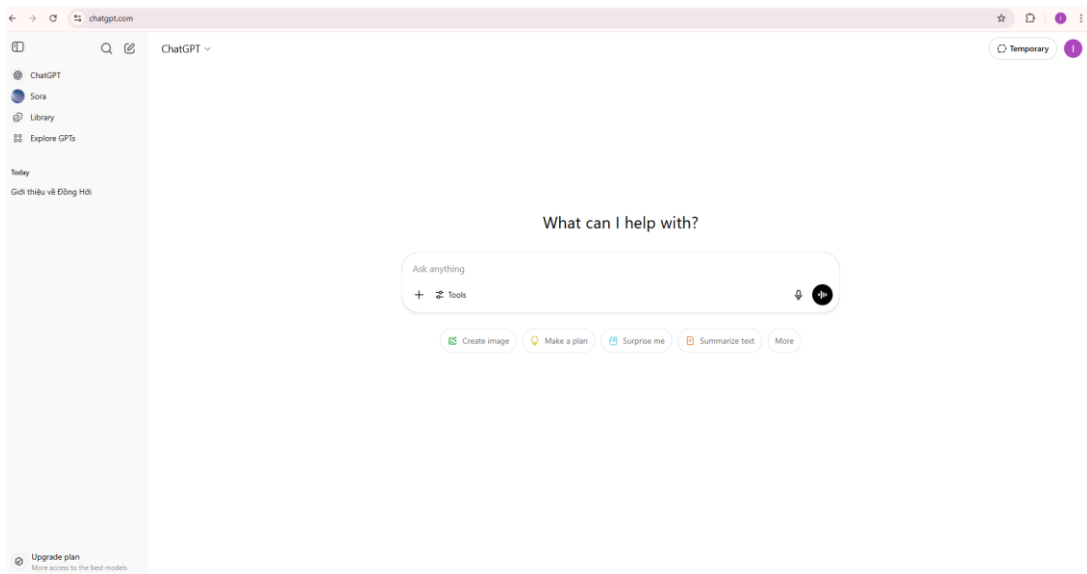 chatgpt.com
ChatGPT
Temporary
I
ChatGPT
Sora
Library
Explore GPTs
Today
Giới thiệu về Đồng Hới
What can I help with?
Ask anything
Tools
Create image
Make a plan
Surprise me
Summarize text
More
Upgrade plan
More access to the best models